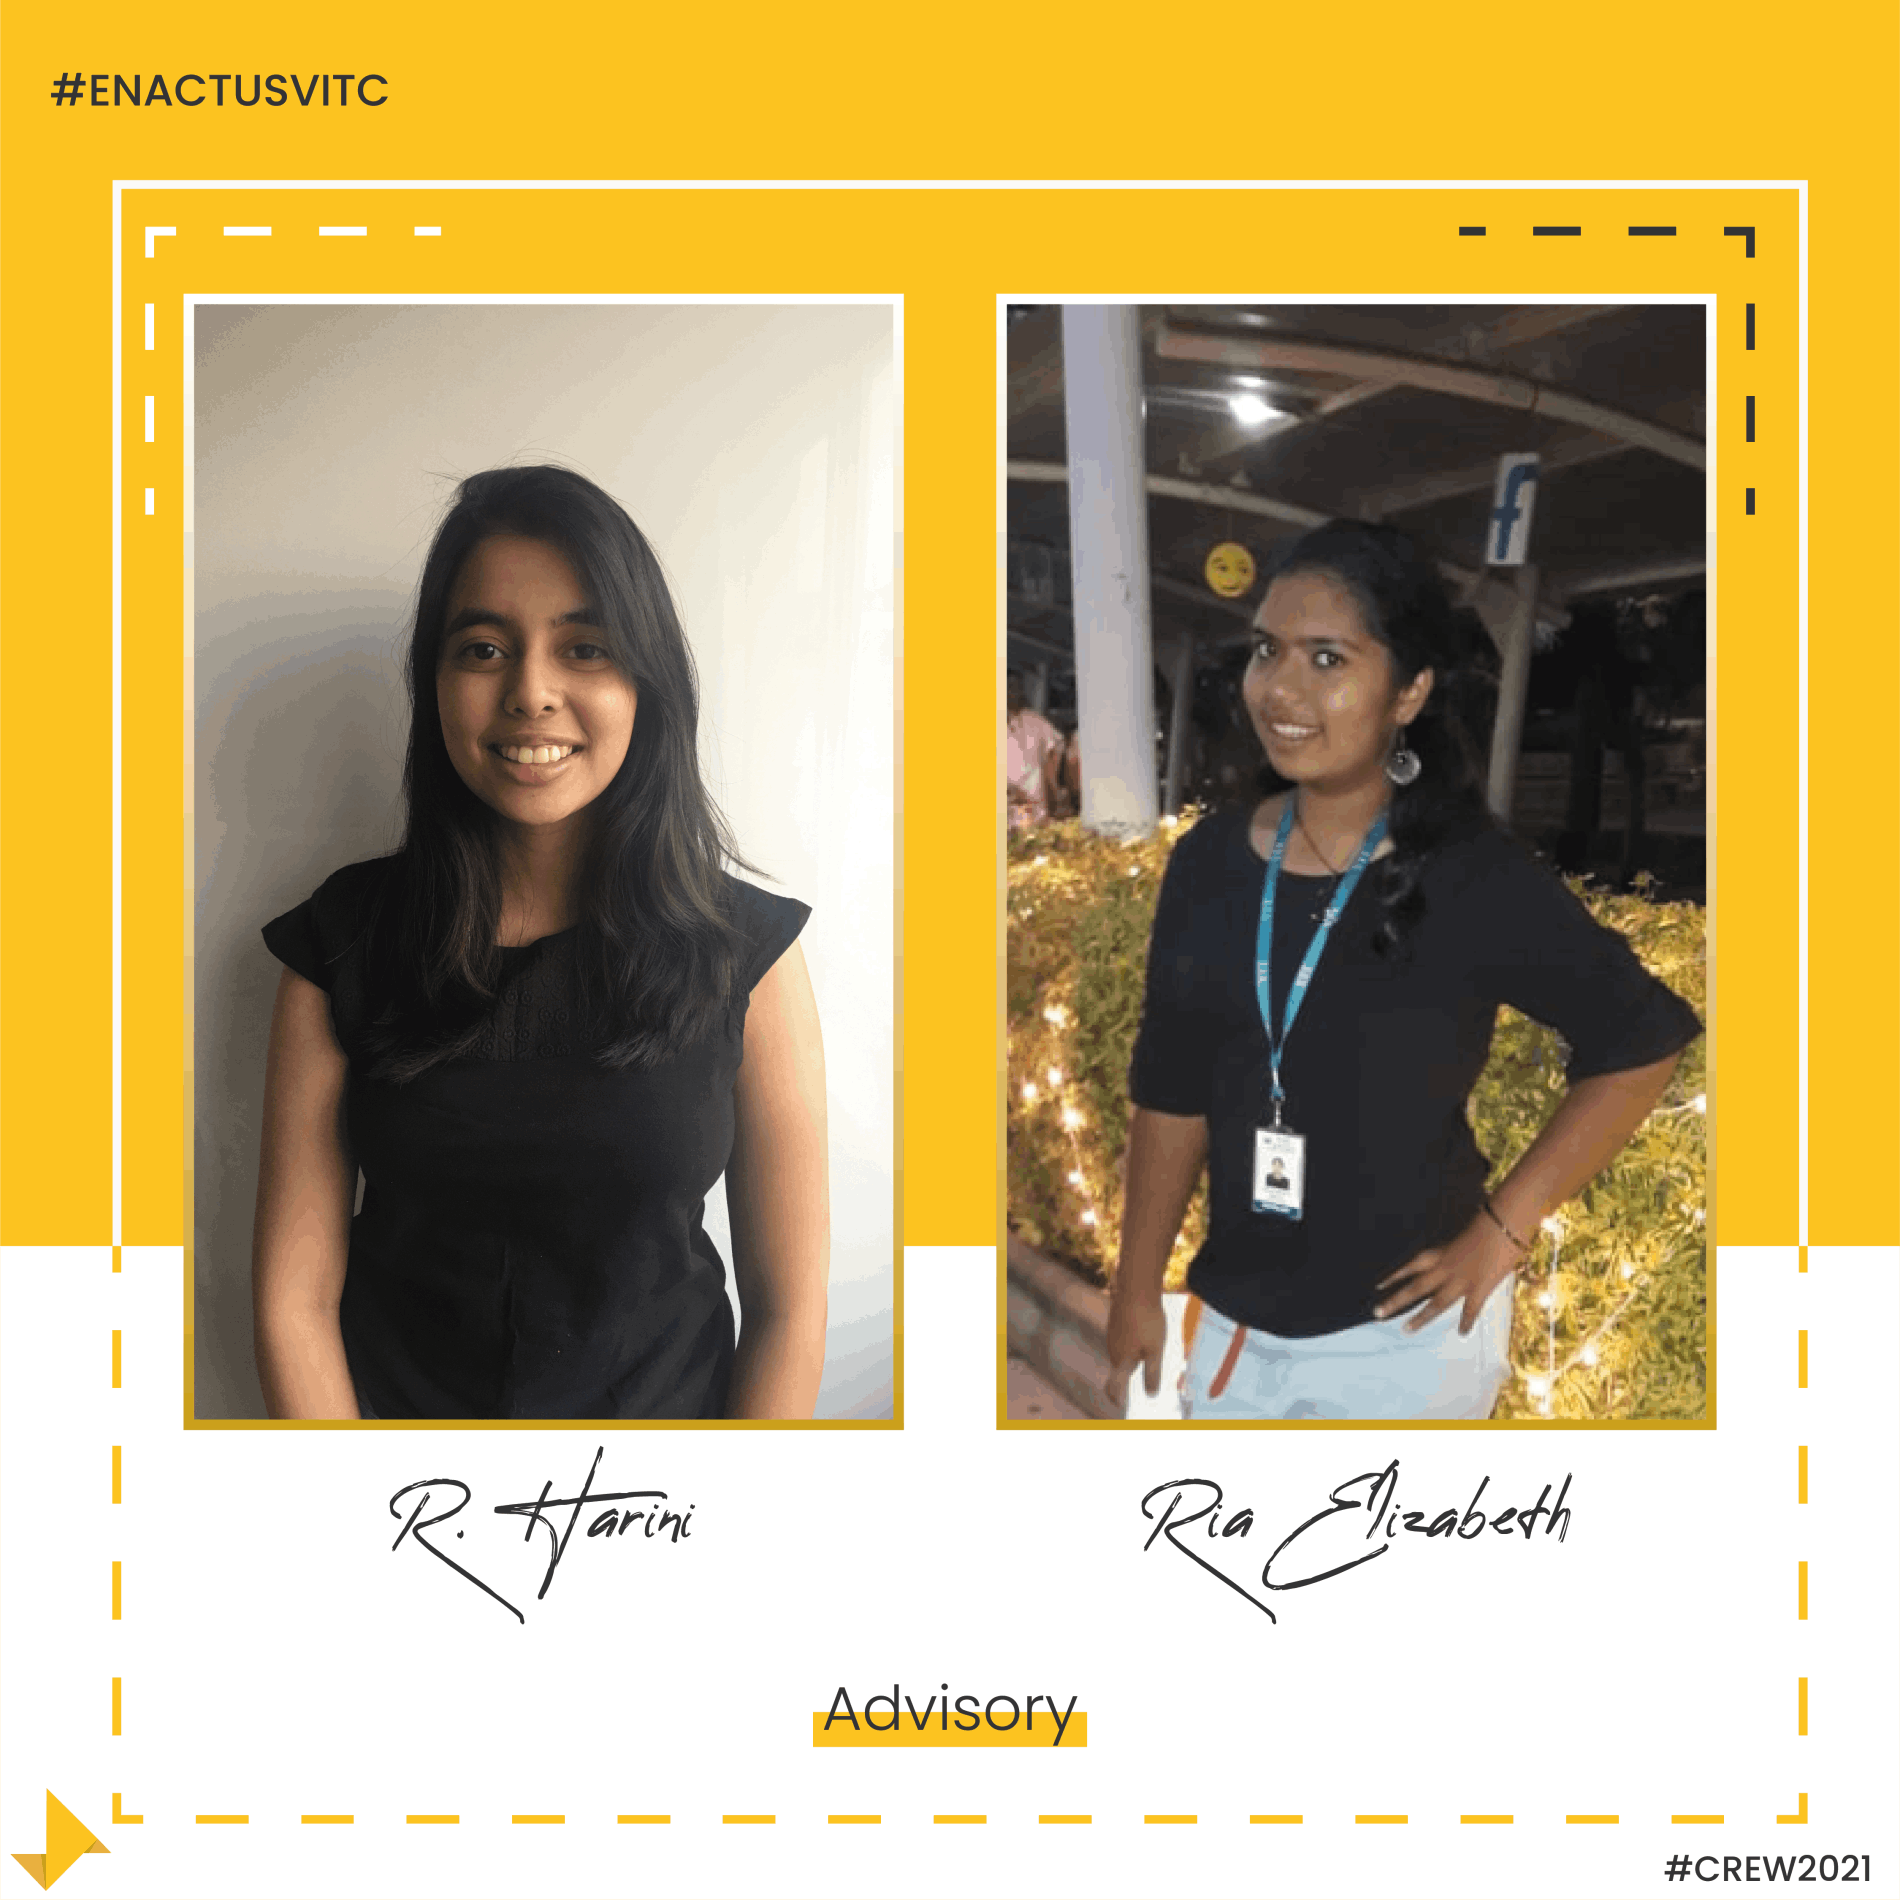 #ENACTUSVITC
f
R. Harini
Ria Elizabeth
Advisory
#CREW2021